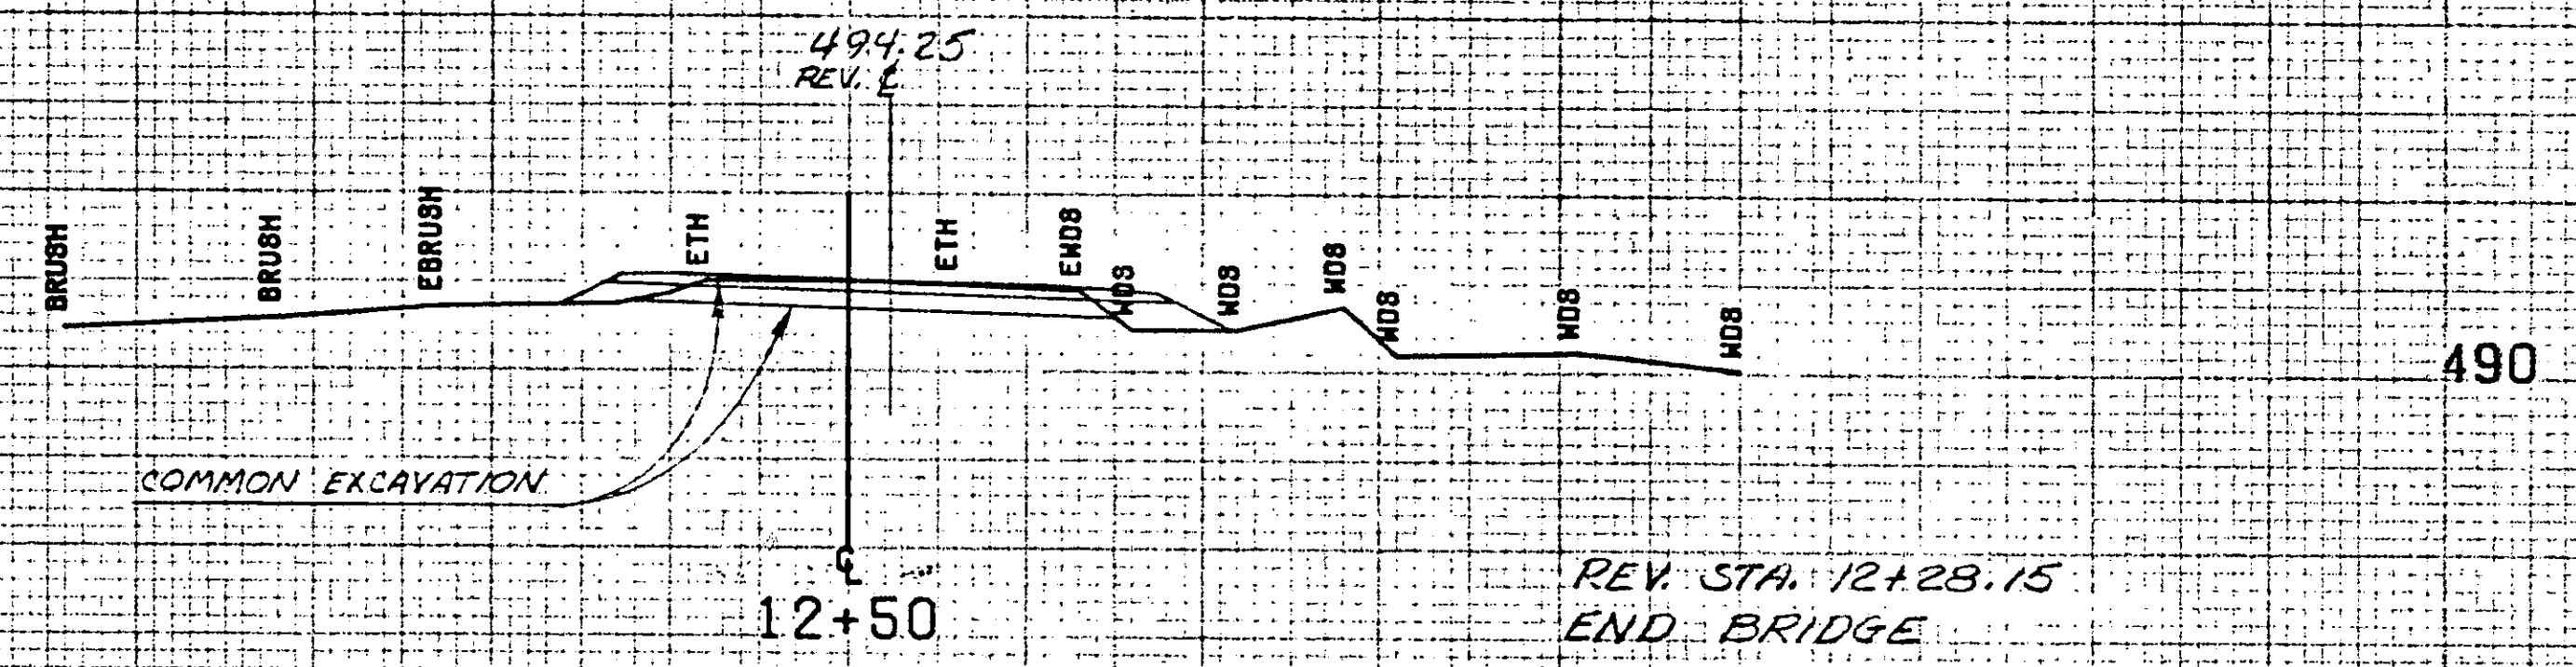 494.25
REV. ℄
BRUSH
BRUSH
EBRUSH
ETH
ETH
EWDS
WDS
WDS
WDS
WDS
WDS
WDS
490
COMMON EXCAVATION
℄
12+50
REV. STA. 12+28.15
END BRIDGE